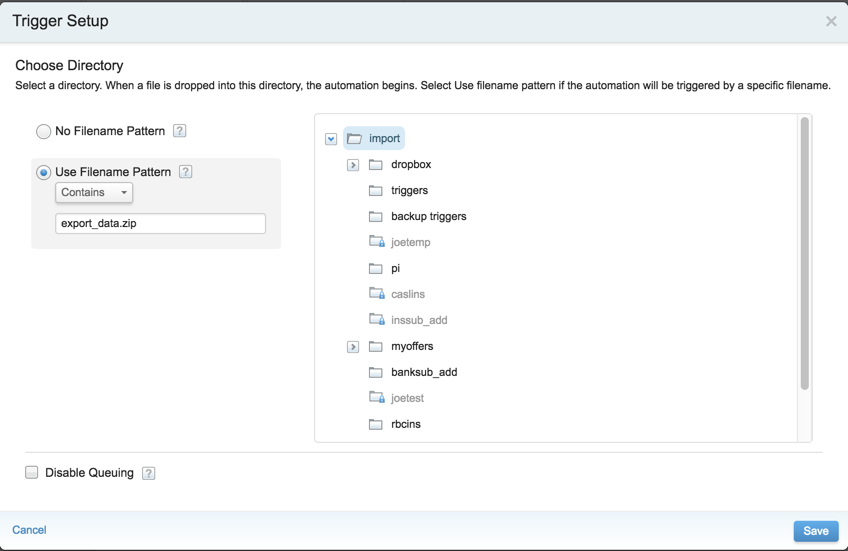 Trigger Setup
Choose Directory
Select a directory. When a file is dropped into this directory, the automation begins. Select Use filename pattern if the automation will be triggered by a specific filename.
No Filename Pattern ?
Use Filename Pattern ?
Contains
export_data.zip
import
dropbox
triggers
backup triggers
joetemp
pi
caslins
inssub_add
myoffers
banksub_add
joetest
rbcins
Disable Queuing ?
Cancel
Save